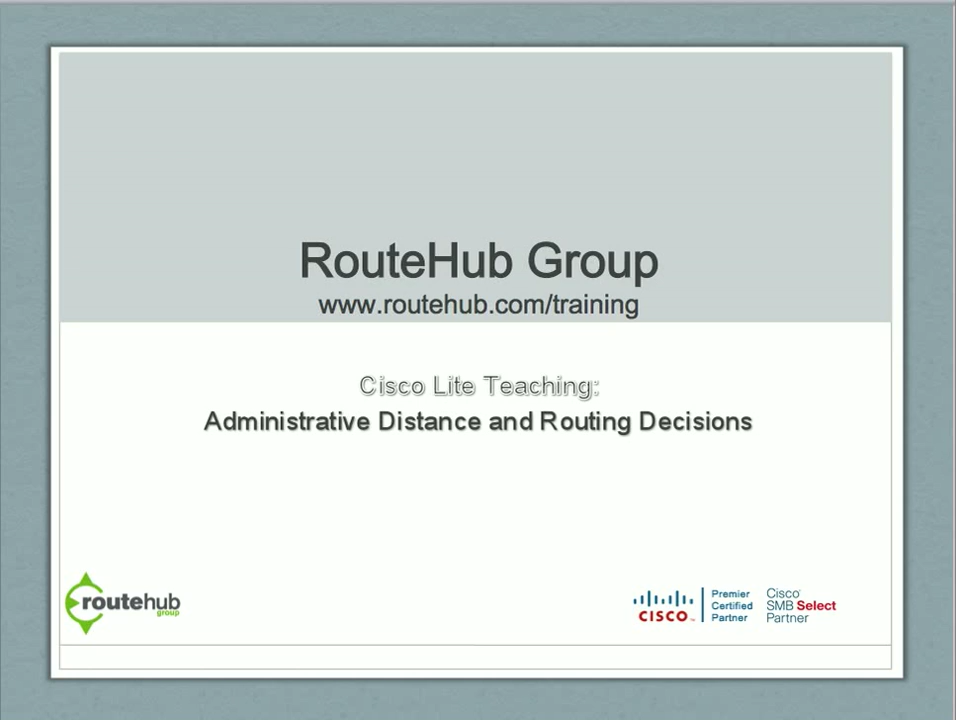 RouteHub Group
www.routehub.com/training
Cisco Lite Teaching:
Administrative Distance and Routing Decisions
routehub
group
CISCO
Premier
Certified
Partner
Cisco
SMB Select
Partner